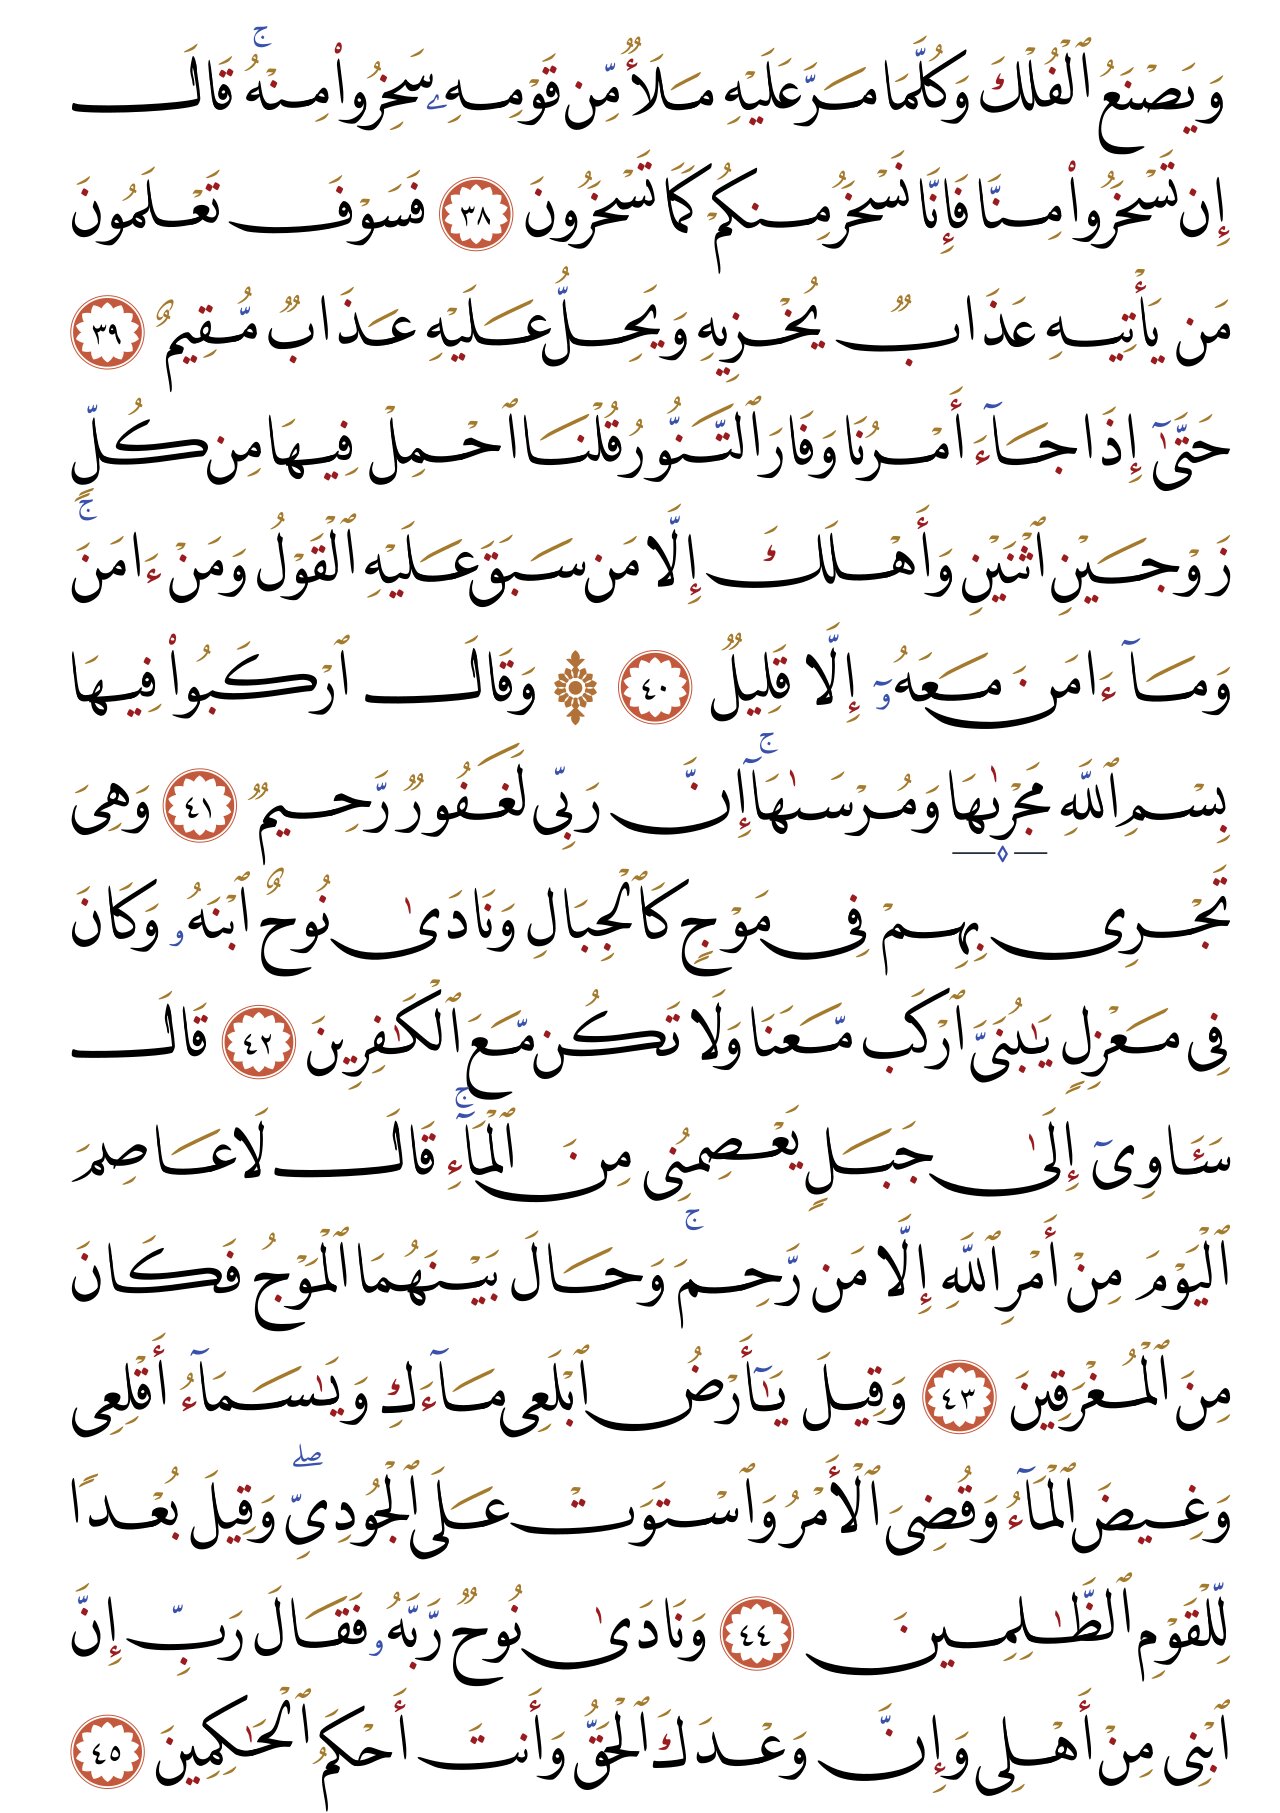 وَيَصْنَعُ ٱلْفُلْكَ وَكُلَّمَا مَرَّ عَلَيْهِ مَلَأٌ مِّن قَوْمِهِۦ سَخِرُوا۟ مِنْهُ ۚ قَالَ
إِن تَسْخَرُوا۟ مِنَّا فَإِنَّا نَسْخَرُ مِنكُمْ كَمَا تَسْخَرُونَ ٣٨ فَسَوْفَ تَعْلَمُونَ
مَن يَأْتِيهِ عَذَابٌ يُخْزِيهِ وَيَحِلُّ عَلَيْهِ عَذَابٌ مُّقِيمٌ ٣٩
حَتَّىٰٓ إِذَا جَآءَ أَمْرُنَا وَفَارَ ٱلتَّنُّورُ قُلْنَا ٱحْمِلْ فِيهَا مِن كُلٍّ
زَوْجَيْنِ ٱثْنَيْنِ وَأَهْلَكَ إِلَّا مَن سَبَقَ عَلَيْهِ ٱلْقَوْلُ وَمَنْ ءَامَنَ ۚ
وَمَآ ءَامَنَ مَعَهُۥٓ إِلَّا قَلِيلٌ ٤٠ ۞ وَقَالَ ٱرْكَبُوا۟ فِيهَا
بِسْمِ ٱللَّهِ مَجْر۪ىٰهَا وَمُرْسَىٰهَآ ۚ إِنَّ رَبِّى لَغَفُورٌ رَّحِيمٌ ٤١ وَهِىَ
تَجْرِى بِهِمْ فِى مَوْجٍ كَٱلْجِبَالِ وَنَادَىٰ نُوحٌ ٱبْنَهُۥ وَكَانَ
فِى مَعْزِلٍ يَـٰبُنَىَّ ٱرْكَب مَّعَنَا وَلَا تَكُن مَّعَ ٱلْكَـٰفِرِينَ ٤٢ قَالَ
سَـَٔاوِىٓ إِلَىٰ جَبَلٍ يَعْصِمُنِى مِنَ ٱلْمَآءِ ۚ قَالَ لَا عَاصِمَ
ٱلْيَوْمَ مِنْ أَمْرِ ٱللَّهِ إِلَّا مَن رَّحِمَ ۚ وَحَالَ بَيْنَهُمَا ٱلْمَوْجُ فَكَانَ
مِنَ ٱلْمُغْرَقِينَ ٤٣ وَقِيلَ يَـٰٓأَرْضُ ٱبْلَعِى مَآءَكِ وَيَـٰسَمَآءُ أَقْلِعِى
وَغِيضَ ٱلْمَآءُ وَقُضِىَ ٱلْأَمْرُ وَٱسْتَوَتْ عَلَى ٱلْجُودِىِّ ۖ وَقِيلَ بُعْدًا
لِّلْقَوْمِ ٱلظَّـٰلِمِينَ ٤٤ وَنَادَىٰ نُوحٌ رَّبَّهُۥ فَقَالَ رَبِّ إِنَّ
ٱبْنِى مِنْ أَهْلِى وَإِنَّ وَعْدَكَ ٱلْحَقُّ وَأَنتَ أَحْكَمُ ٱلْحَـٰكِمِينَ ٤٥